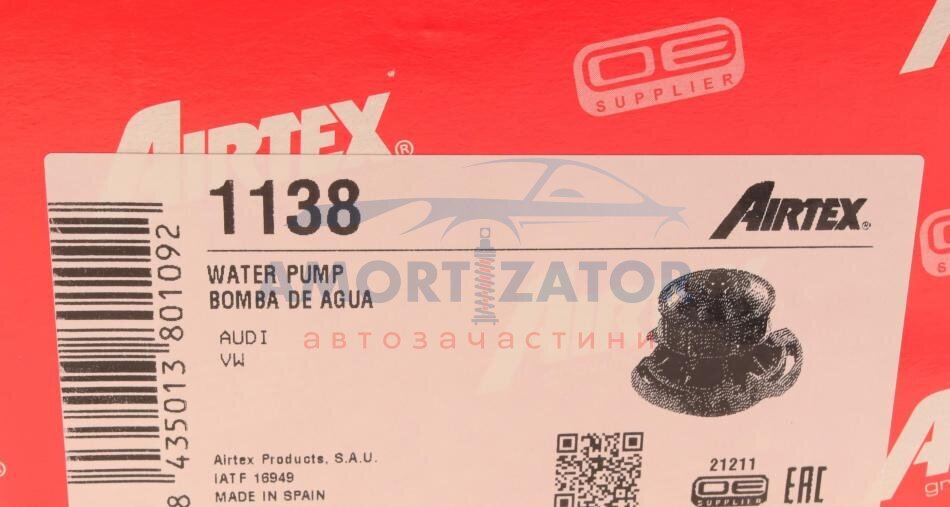 OE
SUPPLIER
AIRTEX®
1138
AIRTEX®
WATER PUMP
BOMBA DE AGUA
AMORTIZATOR
автозачастини
AUDI
VW
8 435013 801092
Airtex Products, S.A.U.
IATF 16949
MADE IN SPAIN
21211
OE
SUPPLIER
EAC
AIRTEX